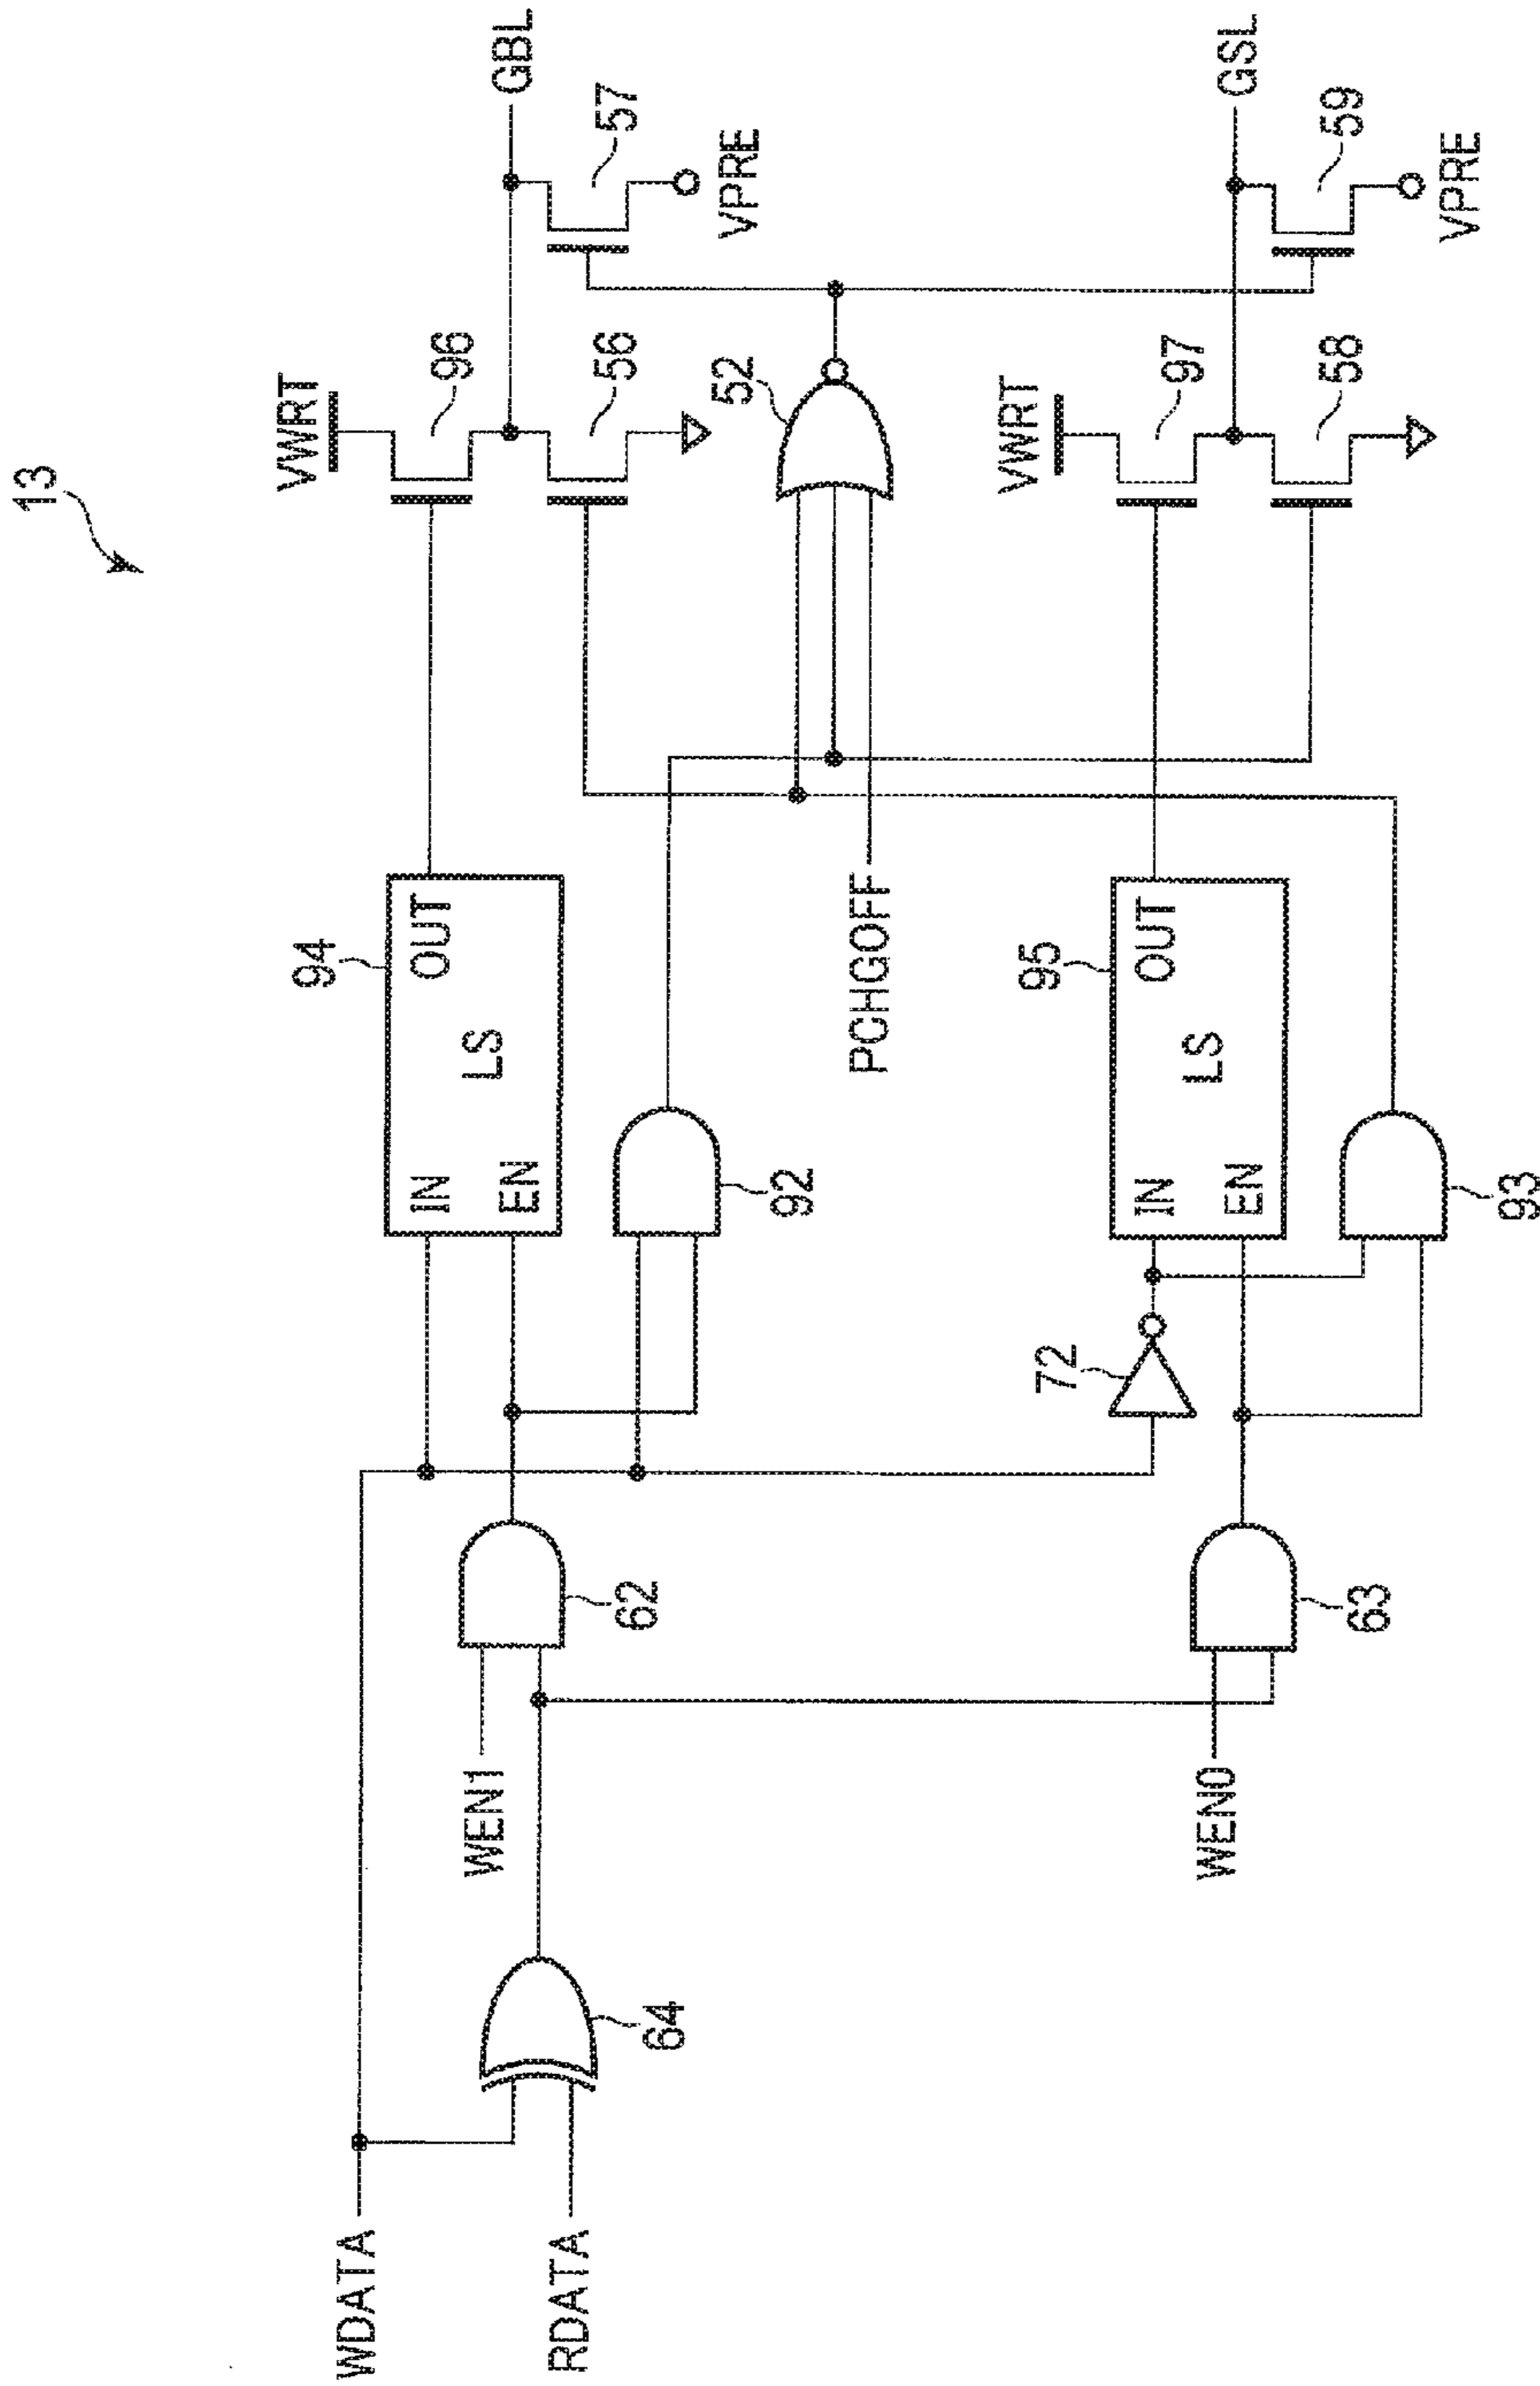 13
WDATA
RDATA
64
WEN1
62
WEN0
63
72
94
IN
EN
LS
OUT
92
95
IN
EN
LS
OUT
93
PCHGOFF
52
VWRT
96
56
GBL
57
VPRE
VWRT
97
58
GSL
59
VPRE